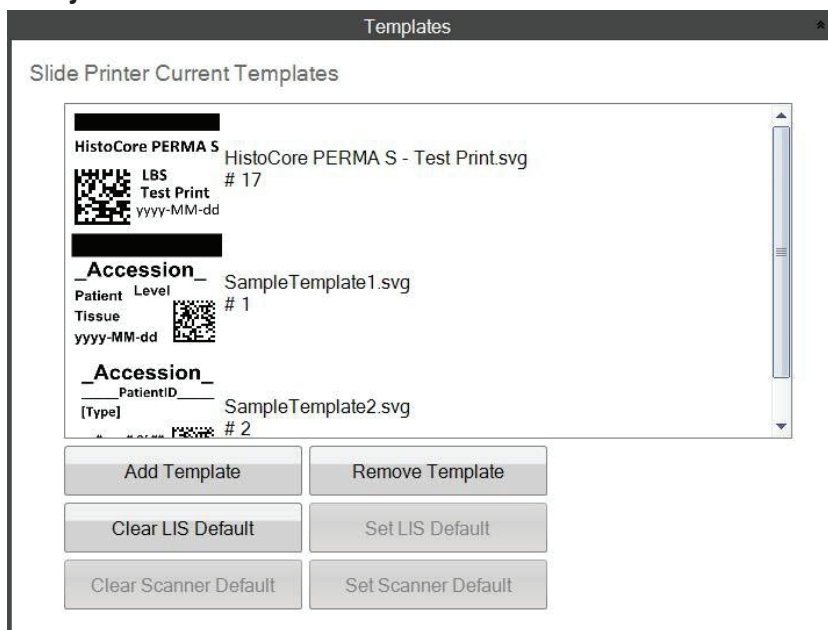 Templates
Slide Printer Current Templates
HistoCore PERMA S
LBS
Test Print
yyyy-MM-dd
HistoCore PERMA S - Test Print.svg
# 17
_Accession_
Patient Level
Tissue
yyyy-MM-dd
SampleTemplate1.svg
# 1
_Accession_
_____PatientID_____
[Type]
SampleTemplate2.svg
# 2
Add Template
Remove Template
Clear LIS Default
Set LIS Default
Clear Scanner Default
Set Scanner Default